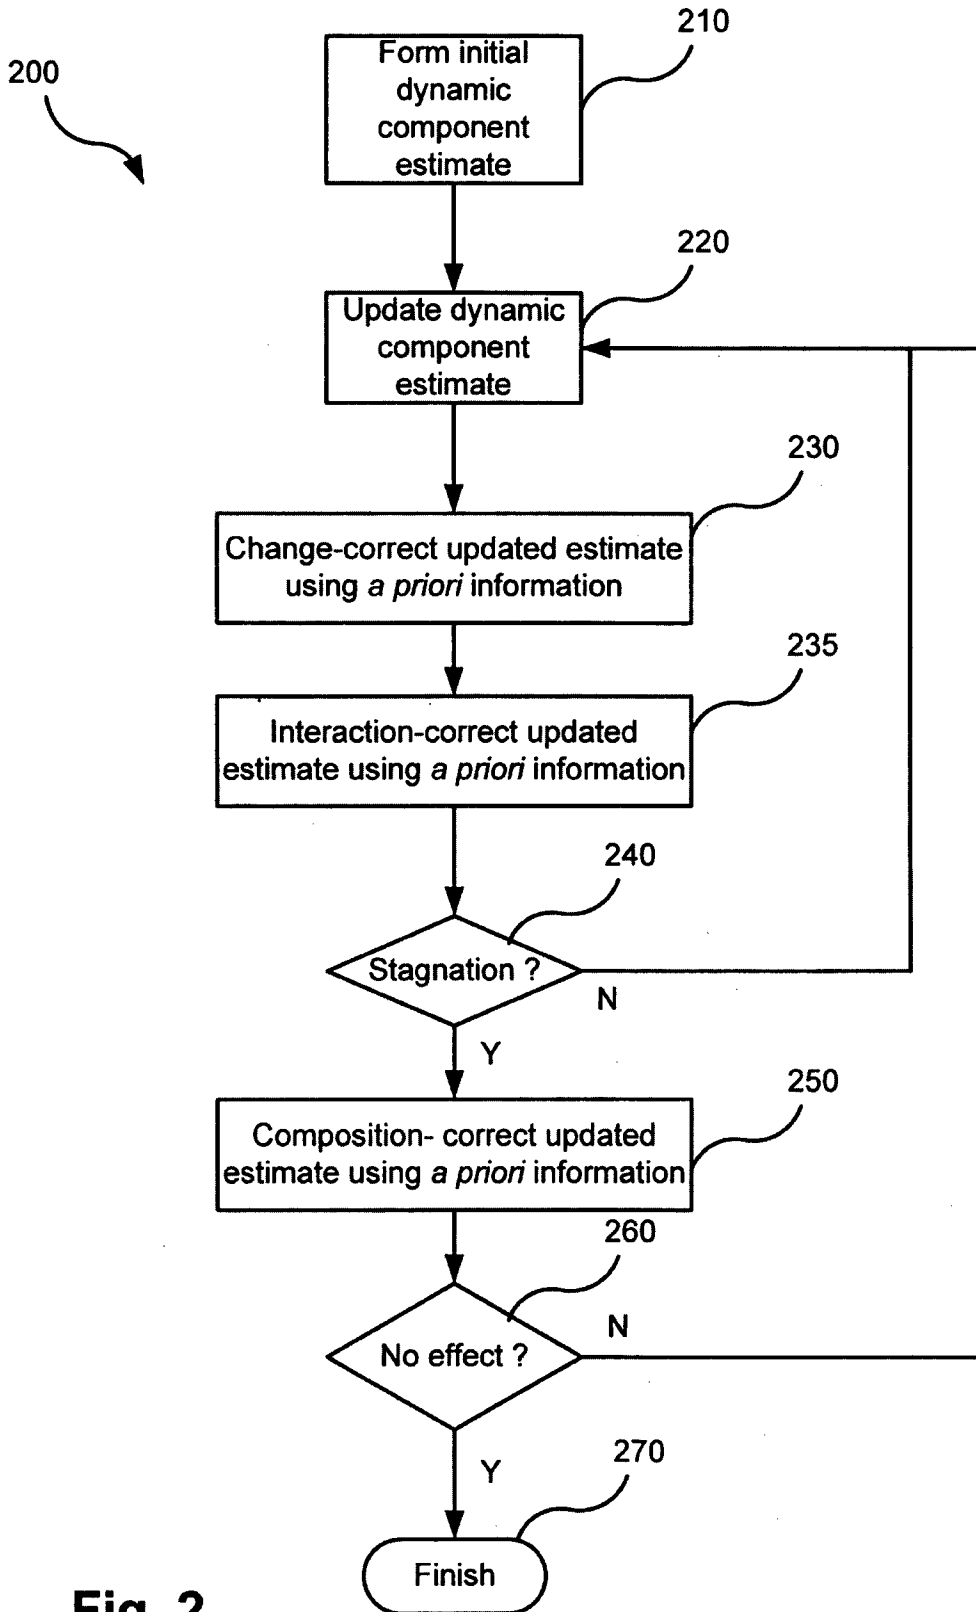 210
Form initial
dynamic
component
estimate
200
220
Update dynamic
component
estimate
230
Change-correct updated estimate
using a priori information
235
Interaction-correct updated
estimate using a priori information
240
Stagnation ?
N
Y
250
Composition- correct updated
estimate using a priori information
260
No effect ?
N
Y
270
Finish
Fig. 2